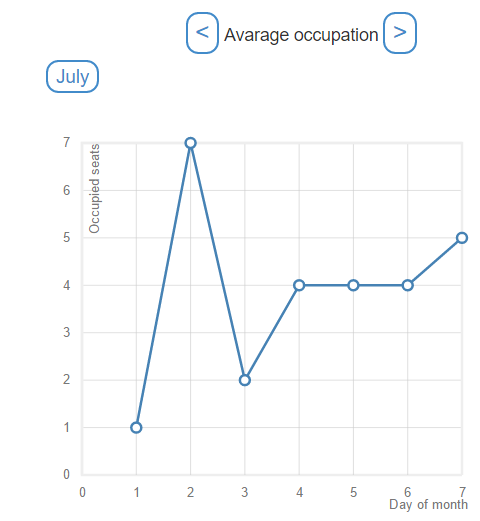 < Avarage occupation >
July
7
Occupied seats
6
5
4
3
2
1
0
0 1 2 3 4 5 6 7
Day of month